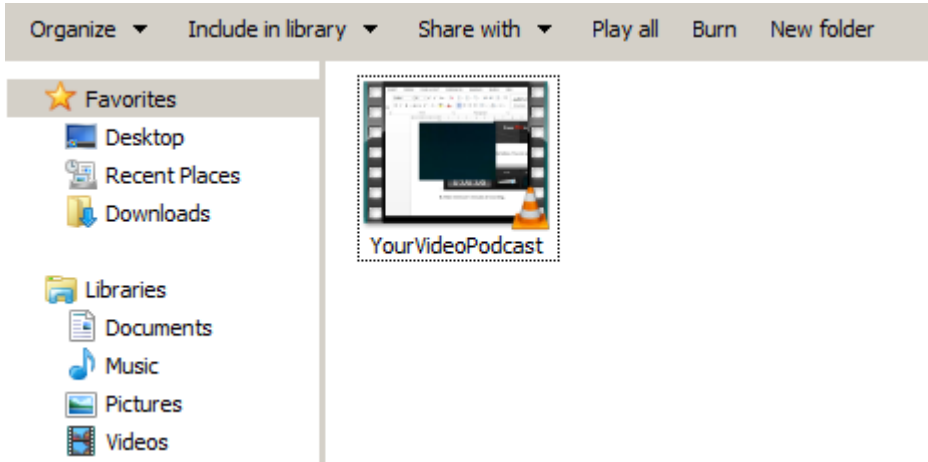 Organize Include in library Share with Play all Burn New folder
Favorites
Desktop
Recent Places
Downloads
Libraries
Documents
Music
Pictures
Videos
YourVideoPodcast